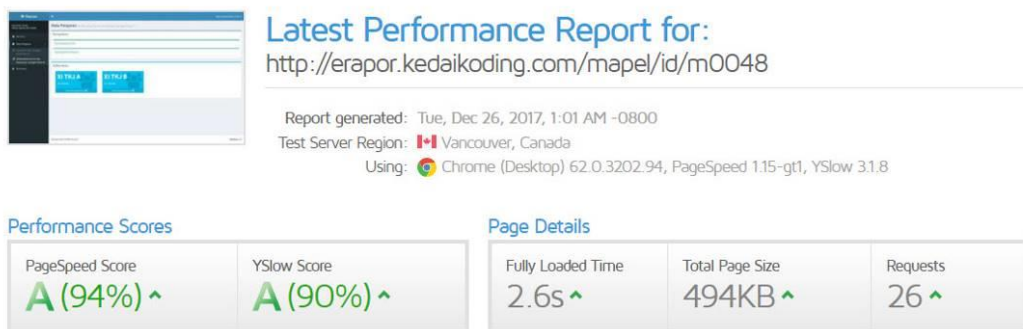 Latest Performance Report for:
http://erapor.kedaikoding.com/mapel/id/m0048
Report generated: Tue, Dec 26, 2017, 1:01 AM -0800
Test Server Region: Vancouver, Canada
Using: Chrome (Desktop) 62.0.3202.94, PageSpeed 1.15-gt1, YSlow 3.1.8
XI TKJ A XI TKJ B
Performance Scores
Page Details
PageSpeed Score
A (94%)
YSlow Score
A (90%)
Fully Loaded Time
2.6s
Total Page Size
494KB
Requests
26